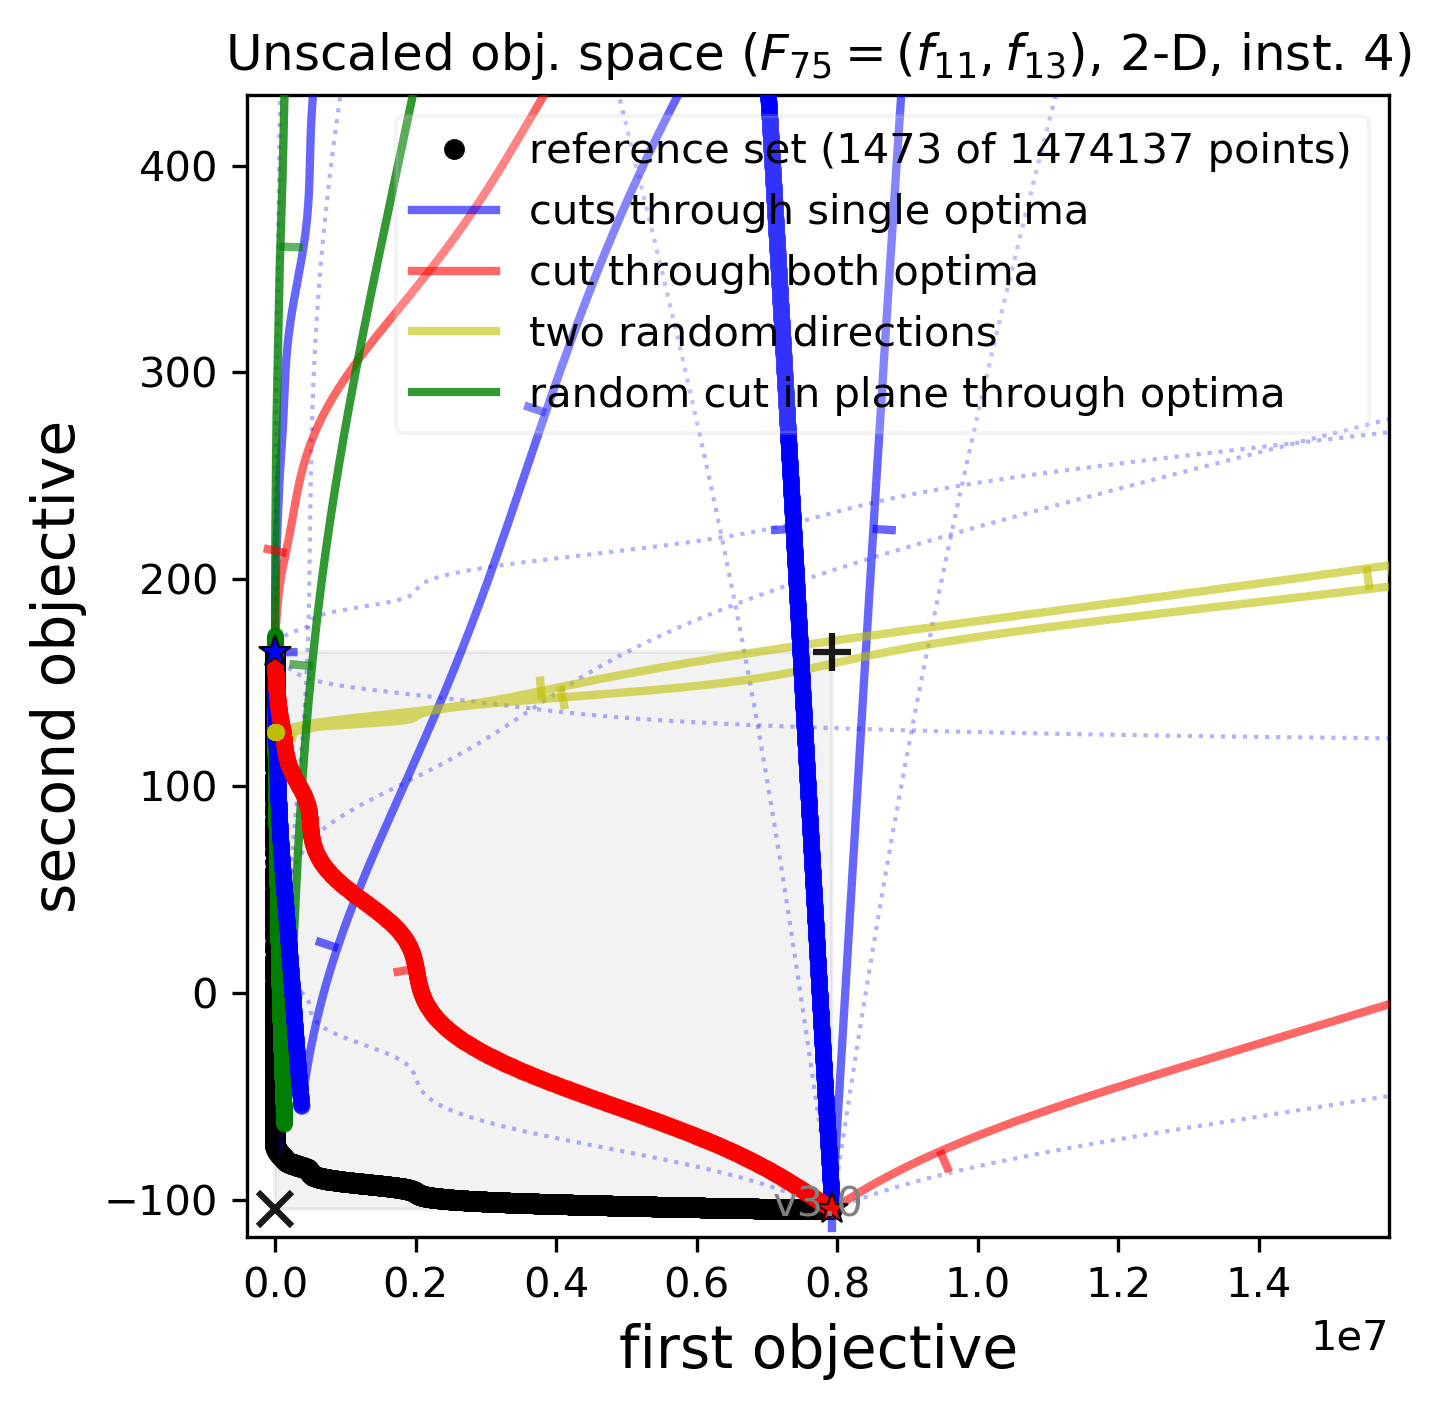 Unscaled obj. space (F₇₅ = (f₁₁, f₁₃), 2-D, inst. 4)
reference set (1473 of 1474137 points)
cuts through single optima
cut through both optima
two random directions
random cut in plane through optima
second objective
400
300
200
100
0
−100
v3.0
0.0 0.2 0.4 0.6 0.8 1.0 1.2 1.4
1e7
first objective